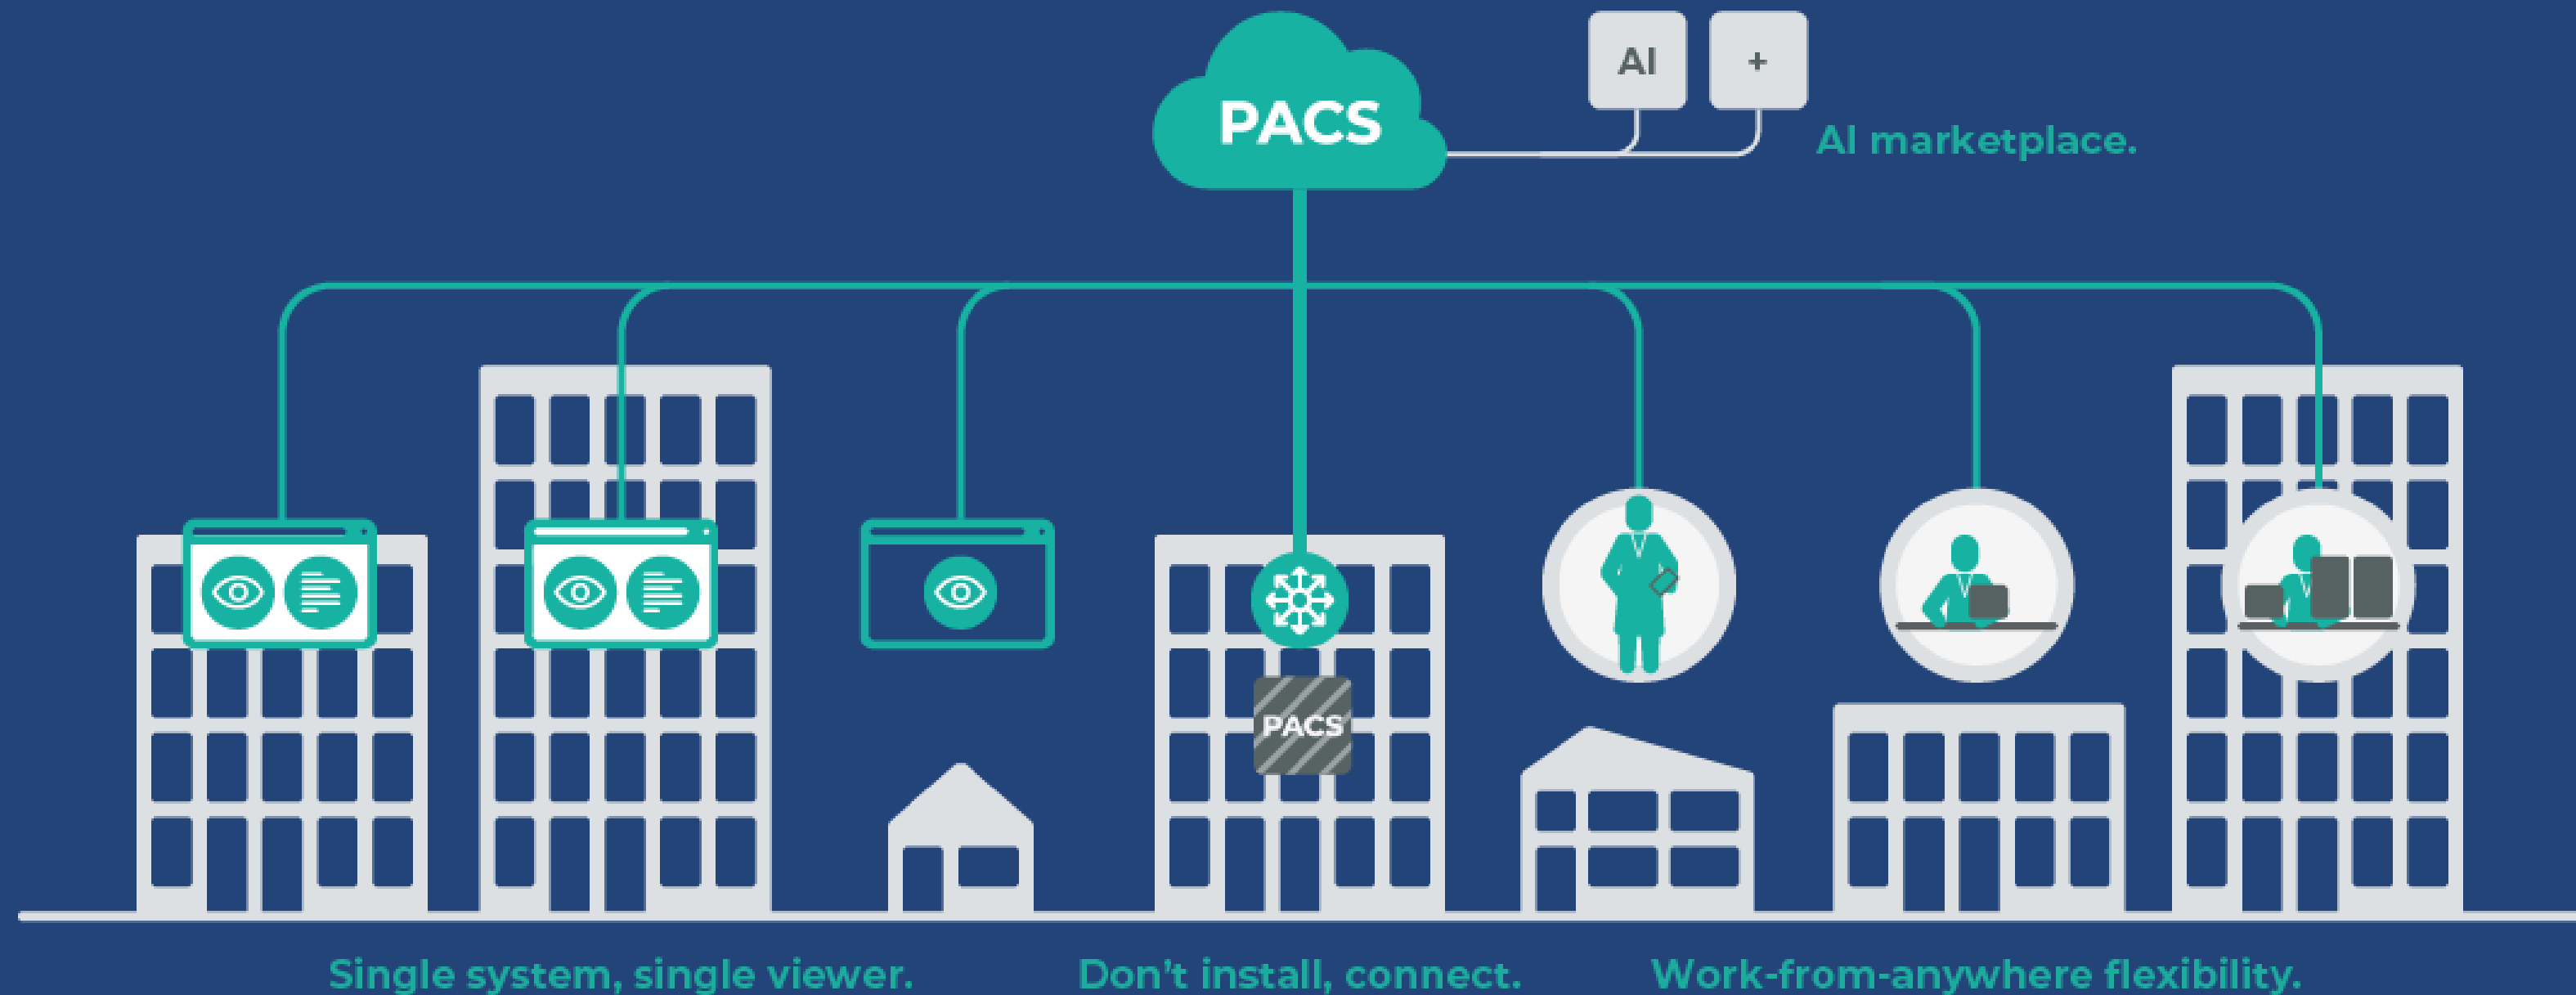 AI
+
PACS
AI marketplace.
PACS
Single system, single viewer.
Don't install, connect.
Work-from-anywhere flexibility.